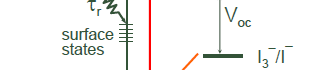 τr
Voc
surface
states
I3⁻/I⁻